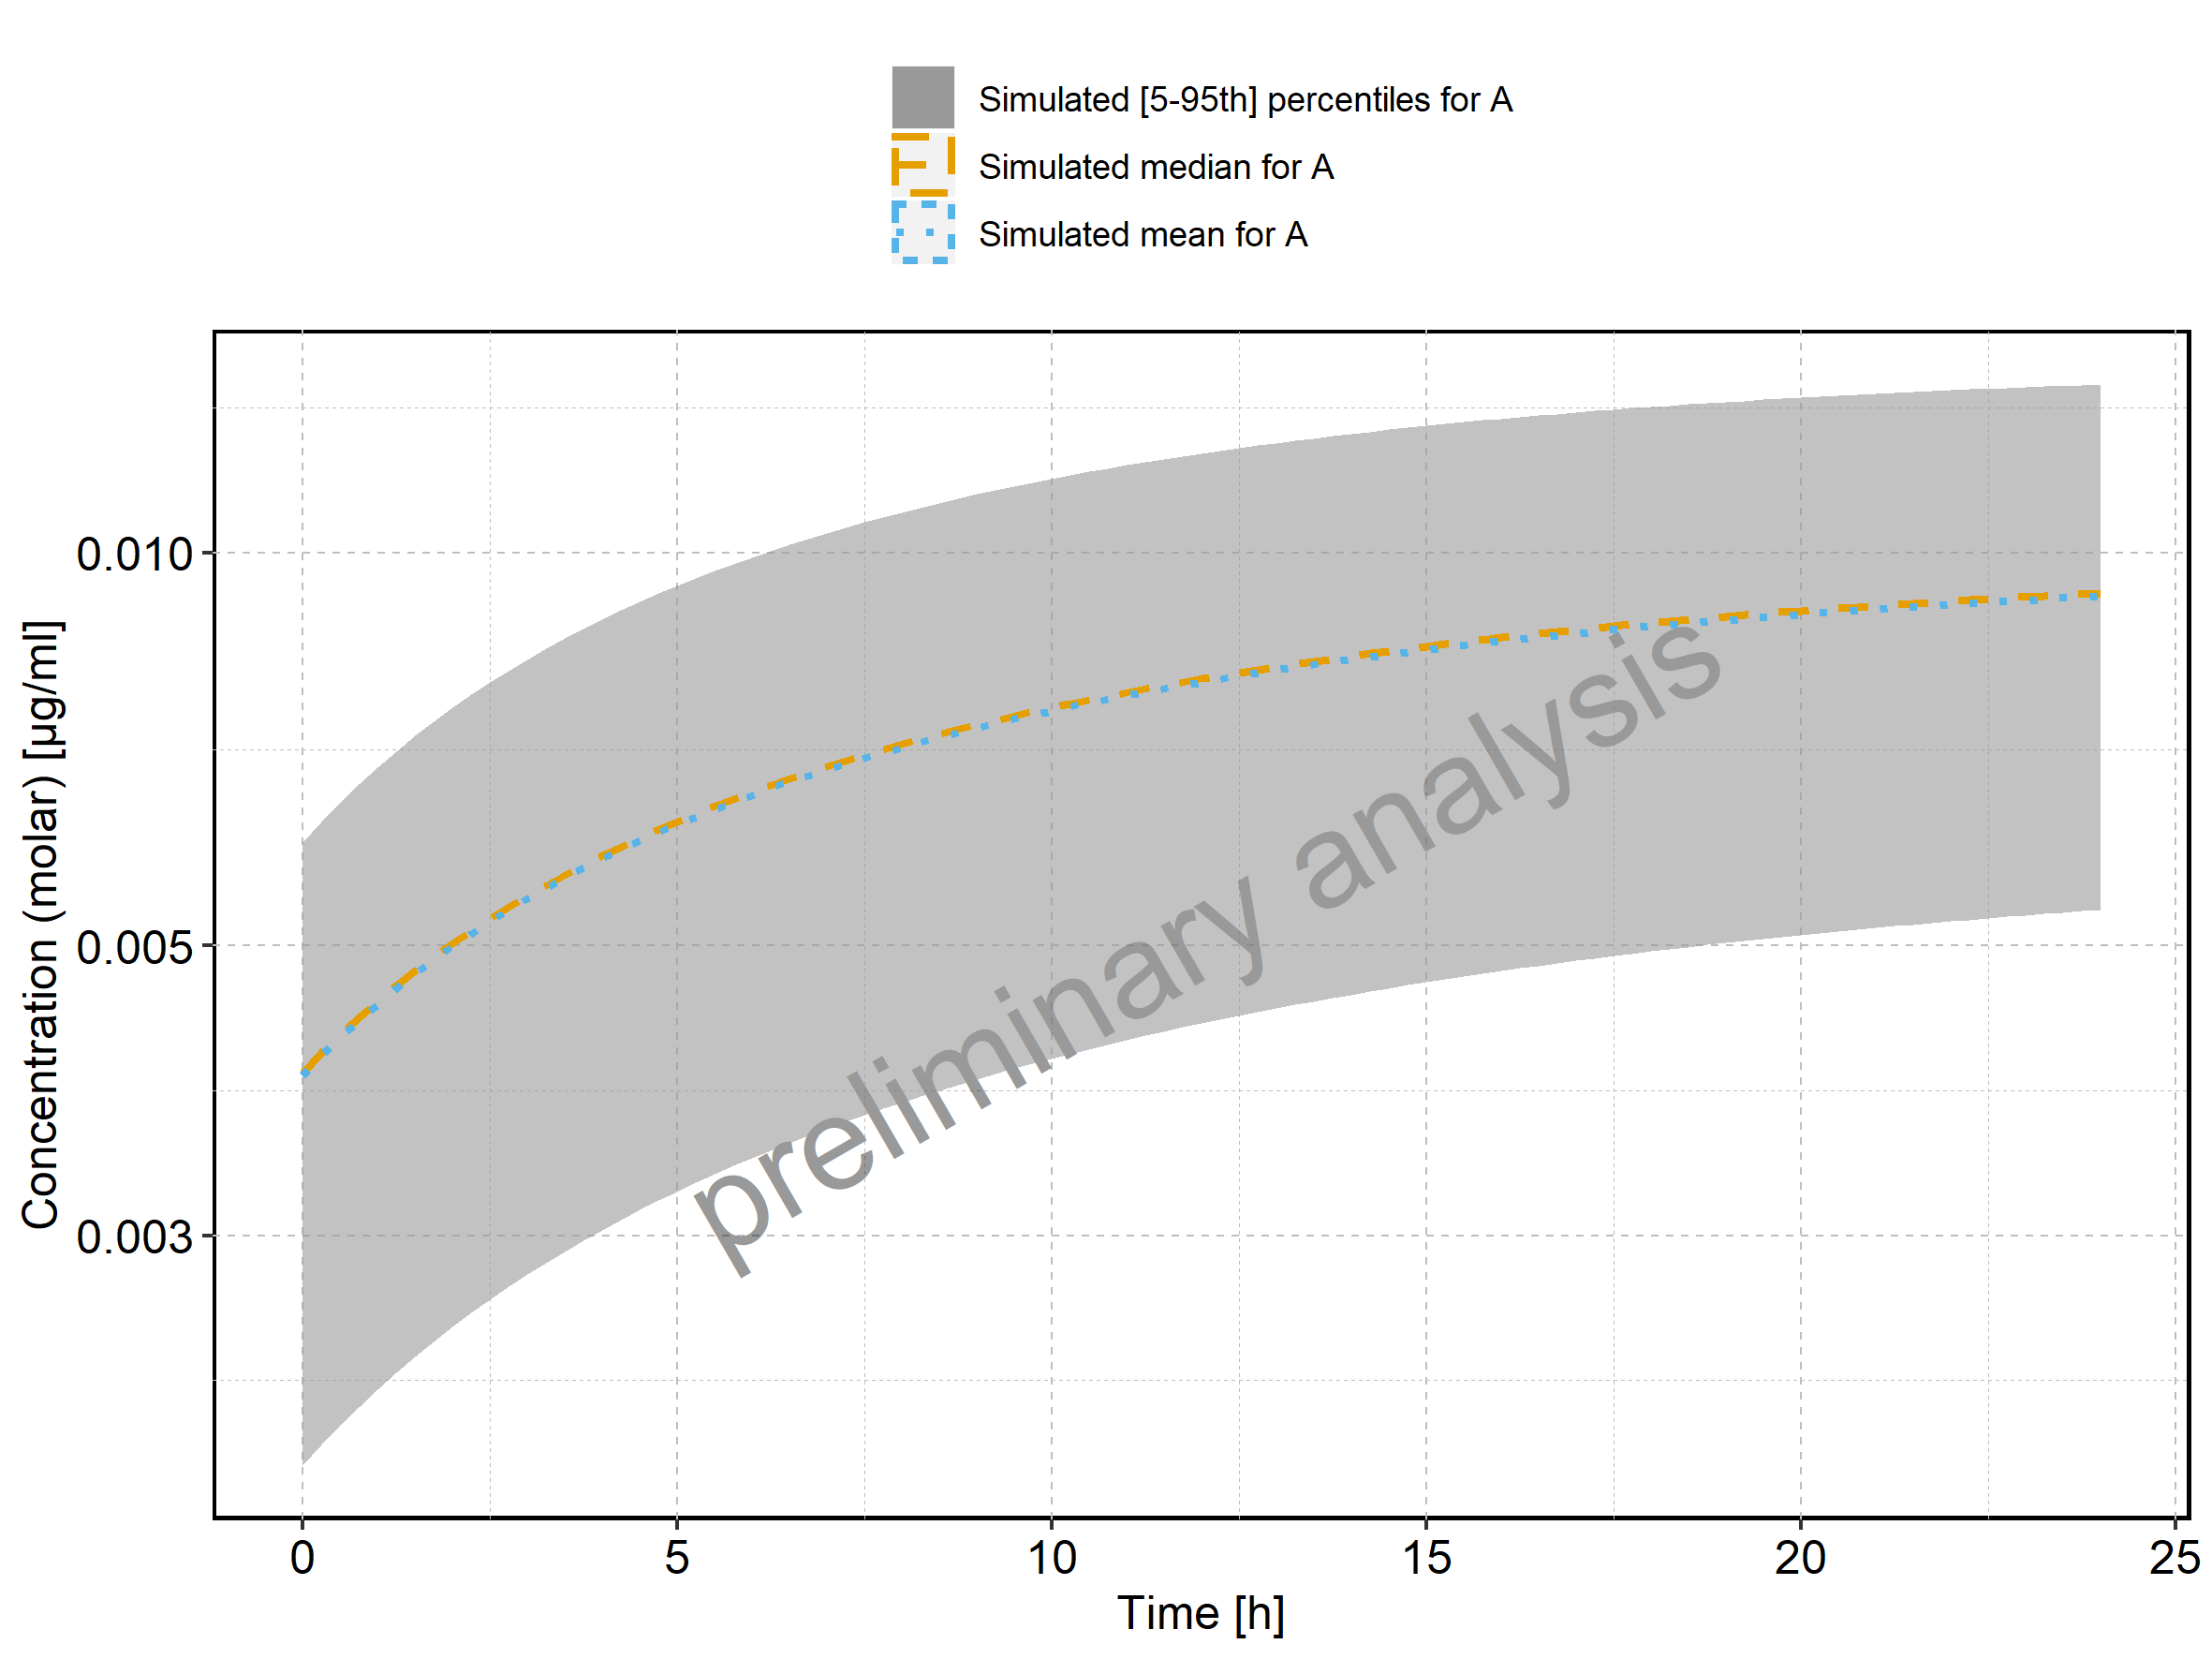 Simulated [5-95th] percentiles for A
Simulated median for A
Simulated mean for A
Concentration (molar) [µg/ml]
0.010
0.005
0.003
preliminary analysis
0 5 10 15 20 25
Time [h]